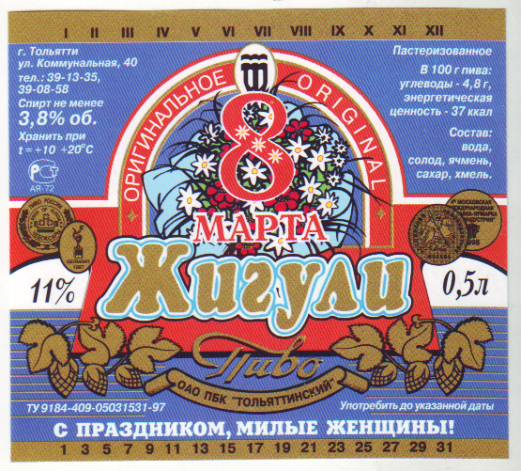 I II III IV V VI VII VIII IX X XI XII
г. Тольятти
ул. Коммунальная, 40
тел.: 39-13-35,
39-08-58
Спирт не менее
3,8% об.
Хранить при
t = +10 +20°С
АЯ-72
Пастеризованное
В 100 г пива:
углеводы - 4,8 г,
энергетическая
ценность - 37 ккал
Состав:
вода,
солод, ячмень,
сахар, хмель.
ОРИГИНАЛЬНОЕ
ORIGINAL
8
МАРТА
Жигули
11%
0,5л
Пиво
ОАО ПБК "ТОЛЬЯТТИНСКИЙ"
ТУ 9184-409-05031531-97
Употребить до указанной даты
С ПРАЗДНИКОМ, МИЛЫЕ ЖЕНЩИНЫ!
1 3 5 7 9 11 13 15 17 19 21 23 25 27 29 31